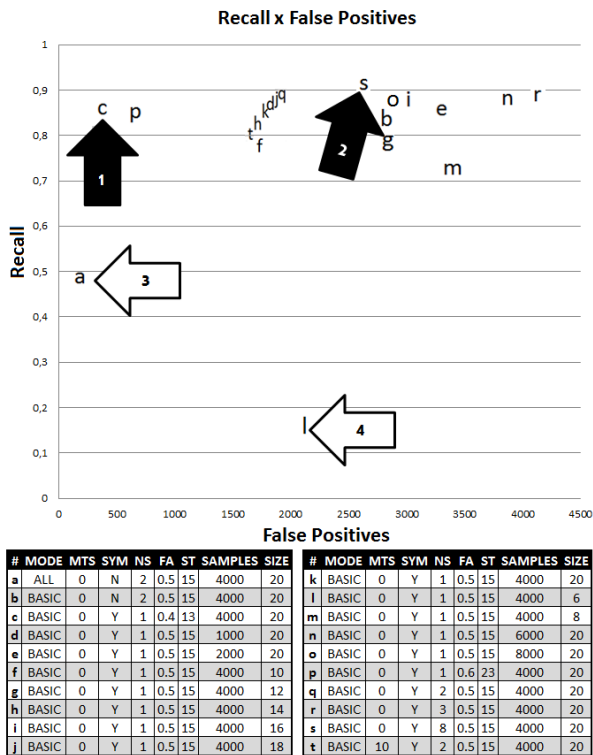 Recall x False Positives
1
0,9
0,8
0,7
0,6
0,5
0,4
0,3
0,2
0,1
0
Recall
c p t f h k d j q s o i b g e m n r
1
2
a
3
l
4
0 500 1000 1500 2000 2500 3000 3500 4000 4500
False Positives
# MODE MTS SYM NS FA ST SAMPLES SIZE
a ALL 0 N 2 0.5 15 4000 20
b BASIC 0 N 2 0.5 15 4000 20
c BASIC 0 Y 1 0.4 13 4000 20
d BASIC 0 Y 1 0.5 15 1000 20
e BASIC 0 Y 1 0.5 15 2000 20
f BASIC 0 Y 1 0.5 15 4000 10
g BASIC 0 Y 1 0.5 15 4000 12
h BASIC 0 Y 1 0.5 15 4000 14
i BASIC 0 Y 1 0.5 15 4000 16
j BASIC 0 Y 1 0.5 15 4000 18
# MODE MTS SYM NS FA ST SAMPLES SIZE
k BASIC 0 Y 1 0.5 15 4000 20
l BASIC 0 Y 1 0.5 15 4000 6
m BASIC 0 Y 1 0.5 15 4000 8
n BASIC 0 Y 1 0.5 15 6000 20
o BASIC 0 Y 1 0.5 15 8000 20
p BASIC 0 Y 1 0.6 23 4000 20
q BASIC 0 Y 2 0.5 15 4000 20
r BASIC 0 Y 3 0.5 15 4000 20
s BASIC 0 Y 8 0.5 15 4000 20
t BASIC 10 Y 2 0.5 15 4000 20